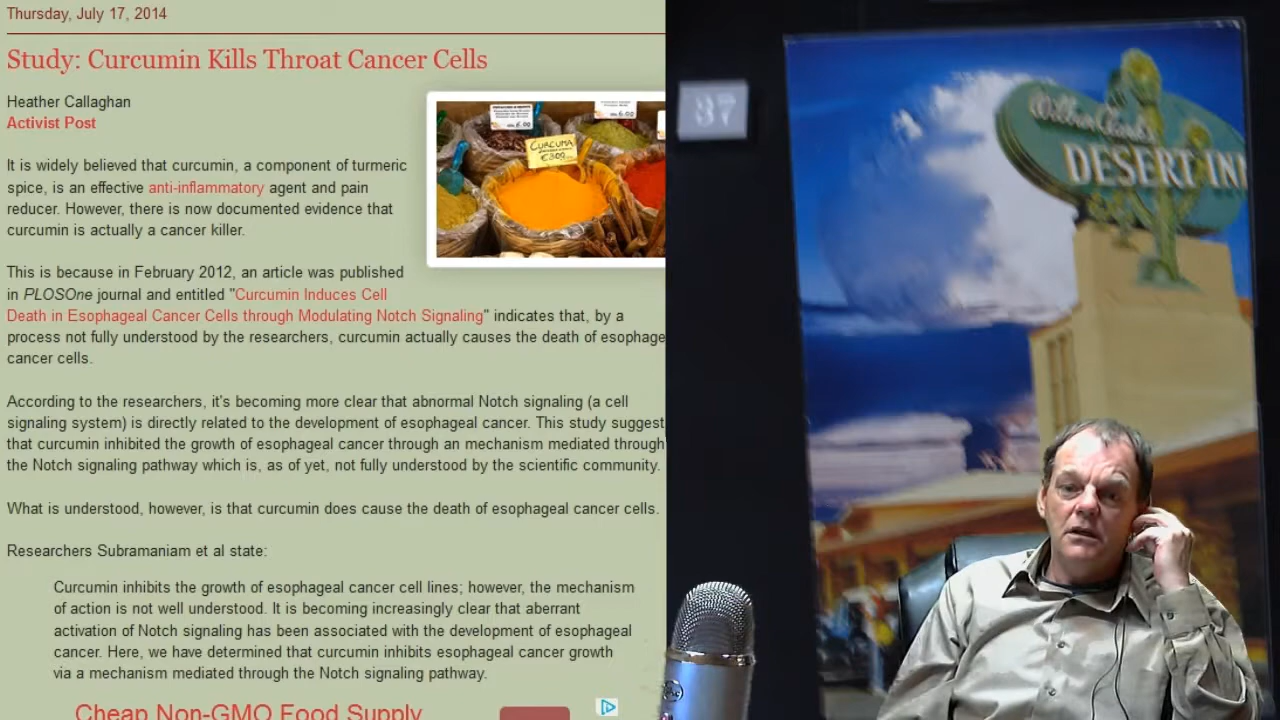 Thursday, July 17, 2014
Study: Curcumin Kills Throat Cancer Cells
Heather Callaghan
Activist Post
It is widely believed that curcumin, a component of turmeric
spice, is an effective anti-inflammatory agent and pain
reducer. However, there is now documented evidence that
curcumin is actually a cancer killer.
CURCUMA
€3.00
€6.00
€6.00
This is because in February 2012, an article was published
in PLOSOne journal and entitled "Curcumin Induces Cell
Death in Esophageal Cancer Cells through Modulating Notch Signaling" indicates that, by a
process not fully understood by the researchers, curcumin actually causes the death of esophage
cancer cells.
According to the researchers, it's becoming more clear that abnormal Notch signaling (a cell
signaling system) is directly related to the development of esophageal cancer. This study suggest
that curcumin inhibited the growth of esophageal cancer through an mechanism mediated through
the Notch signaling pathway which is, as of yet, not fully understood by the scientific community.
What is understood, however, is that curcumin does cause the death of esophageal cancer cells.
Researchers Subramaniam et al state:
Curcumin inhibits the growth of esophageal cancer cell lines; however, the mechanism
of action is not well understood. It is becoming increasingly clear that aberrant
activation of Notch signaling has been associated with the development of esophageal
cancer. Here, we have determined that curcumin inhibits esophageal cancer growth
via a mechanism mediated through the Notch signaling pathway.
Cheap Non-GMO Food Supply
37
Wilbur Clark's
DESERT INN